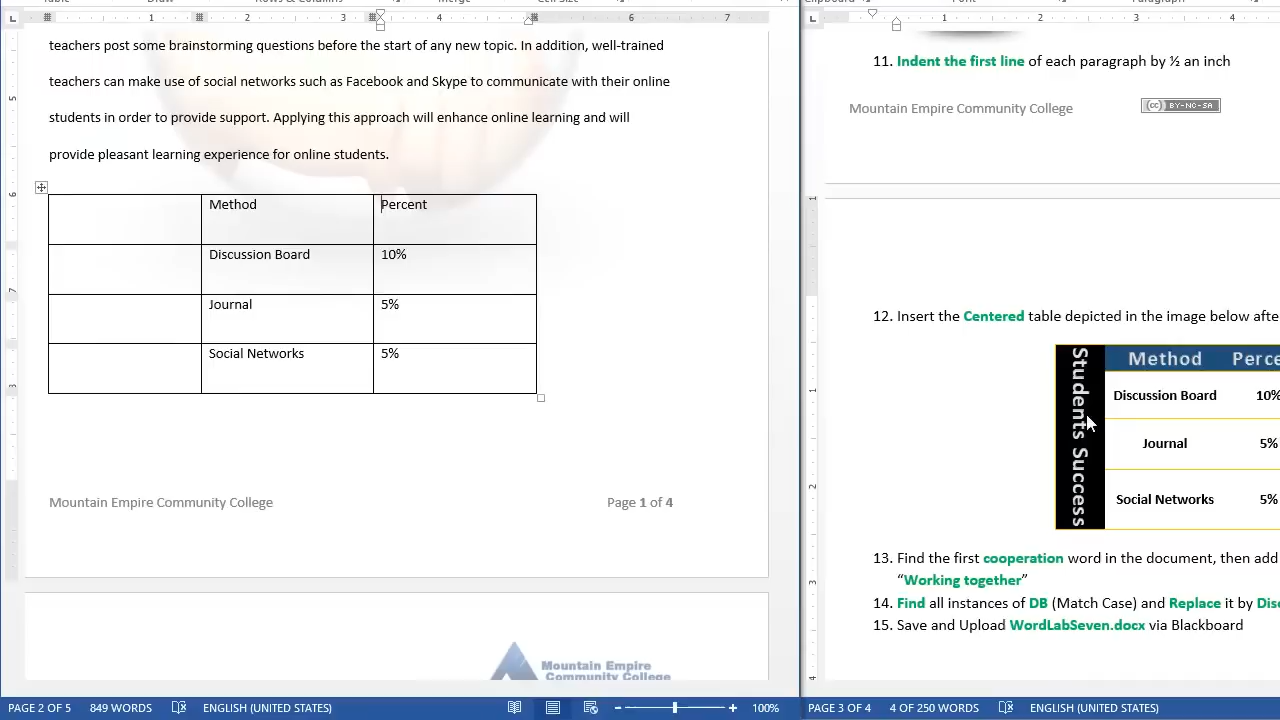 teachers post some brainstorming questions before the start of any new topic. In addition, well-trained
teachers can make use of social networks such as Facebook and Skype to communicate with their online
students in order to provide support. Applying this approach will enhance online learning and will
provide pleasant learning experience for online students.
Method Percent
Discussion Board 10%
Journal 5%
Social Networks 5%
Mountain Empire Community College Page 1 of 4
Mountain Empire
Community College
PAGE 2 OF 5 849 WORDS ENGLISH (UNITED STATES) 100%
11. Indent the first line of each paragraph by ½ an inch
Mountain Empire Community College
cc BY-NC-SA
12. Insert the Centered table depicted in the image below afte
Students Success
Method Perce
Discussion Board 10%
Journal 5%
Social Networks 5%
13. Find the first cooperation word in the document, then add
“Working together”
14. Find all instances of DB (Match Case) and Replace it by Disc
15. Save and Upload WordLabSeven.docx via Blackboard
PAGE 3 OF 4 4 OF 250 WORDS ENGLISH (UNITED STATES)